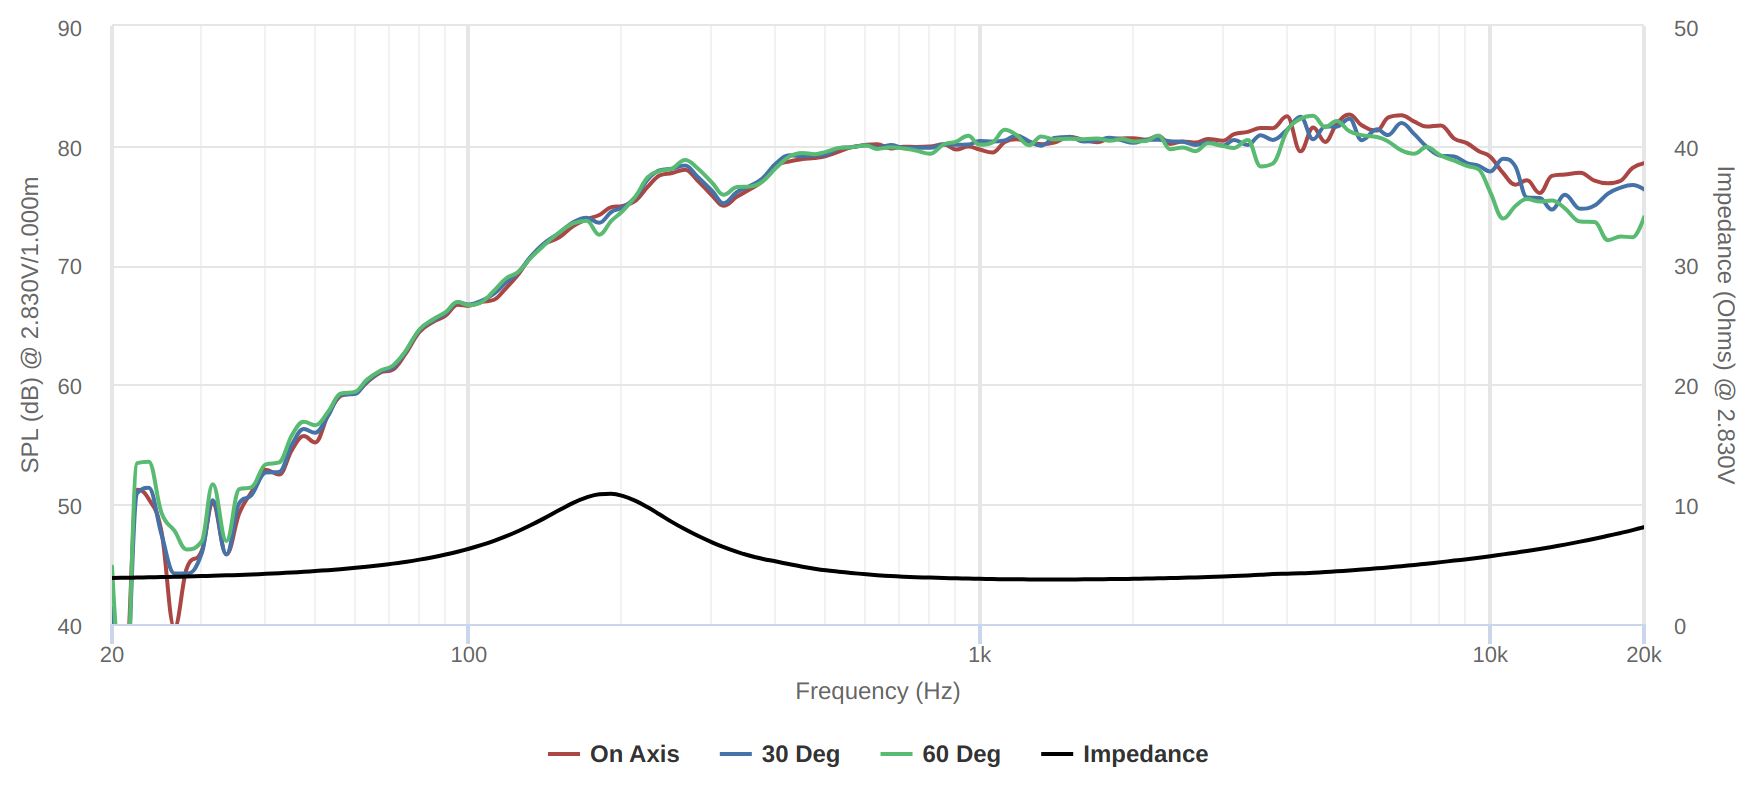 90
80
70
60
50
40
SPL (dB) @ 2.830V/1.000m
50
40
30
20
10
0
Impedance (Ohms) @ 2.830V
20 100 1k 10k 20k
Frequency (Hz)
On Axis 30 Deg 60 Deg Impedance